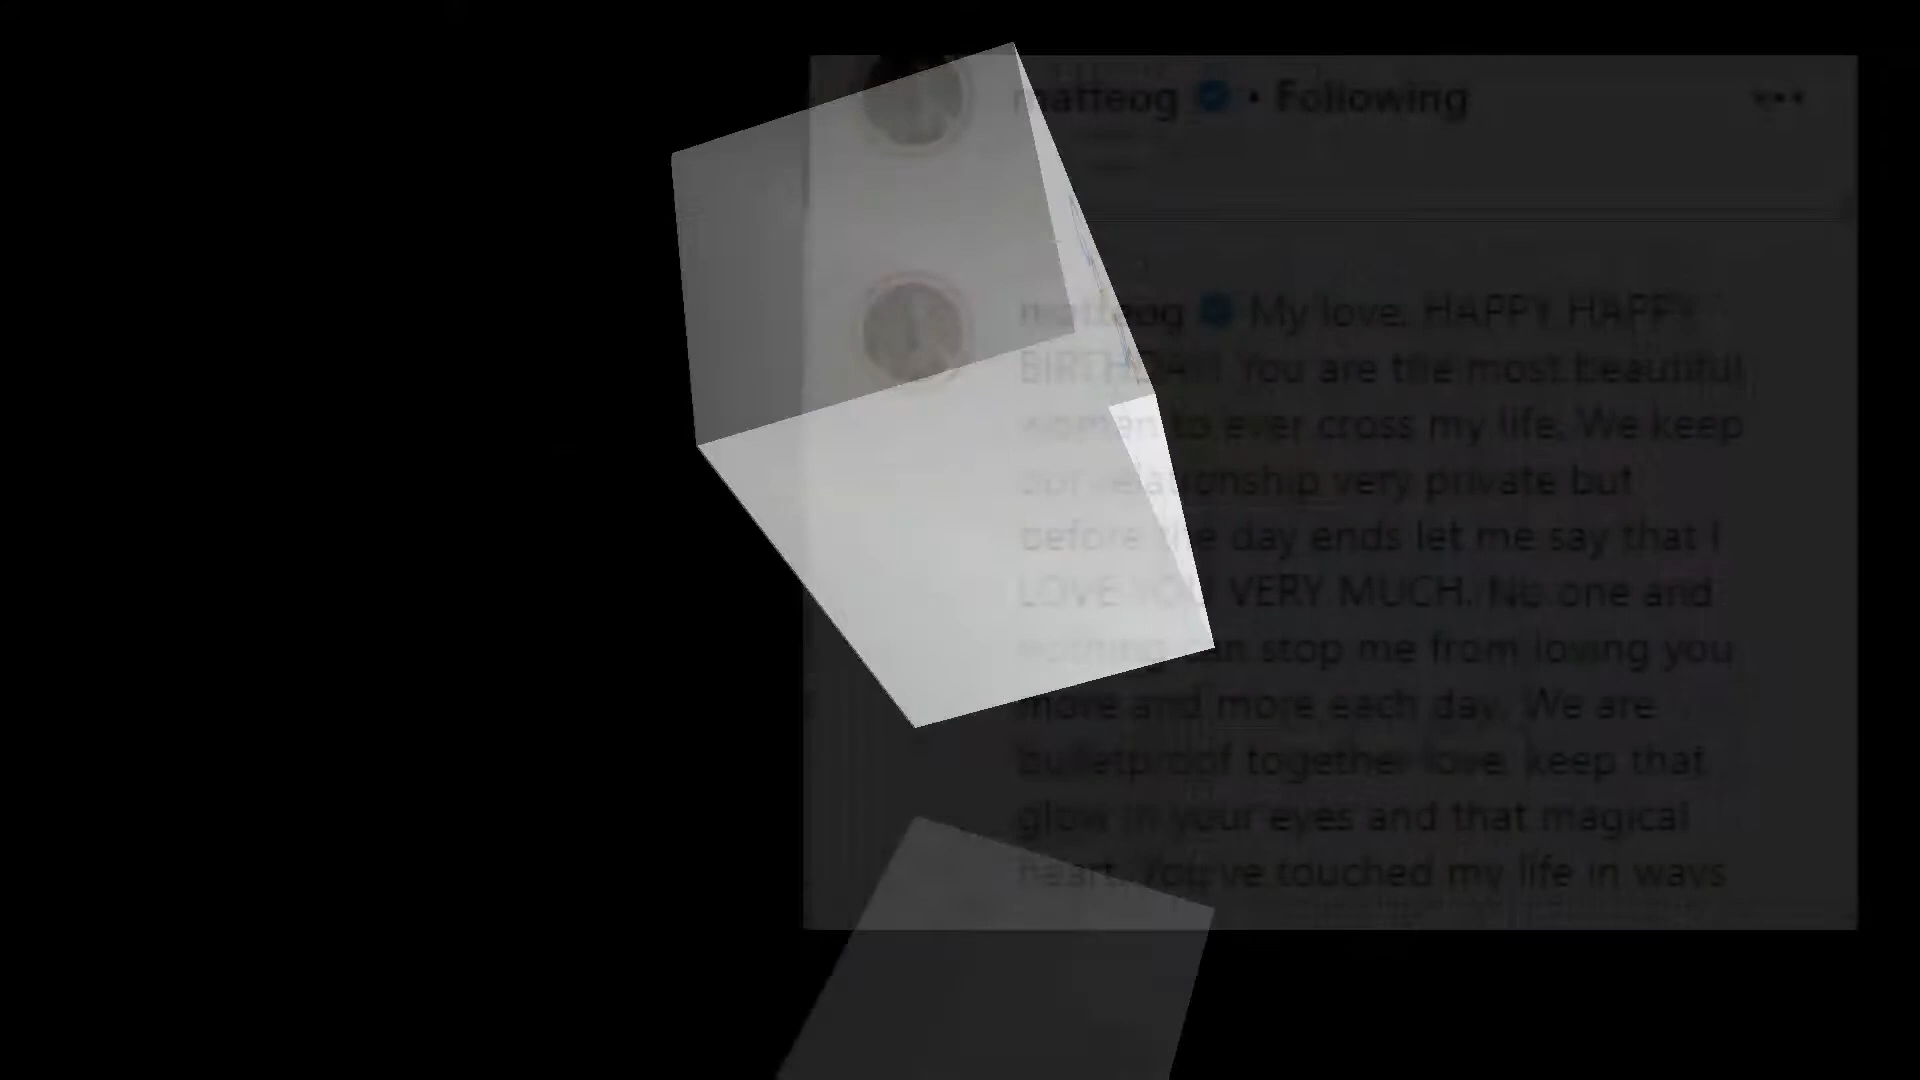 matteog • Following •••
matteog My love. HAPPY HAPPY
BIRTHDAY! You are the most beautiful
woman to ever cross my life. We keep
our relationship very private but
before the day ends let me say that I
LOVE YOU VERY MUCH. No one and
nothing can stop me from loving you
more and more each day. We are
bulletproof together love, keep that
glow in your eyes and that magical
heart. You've touched my life in ways